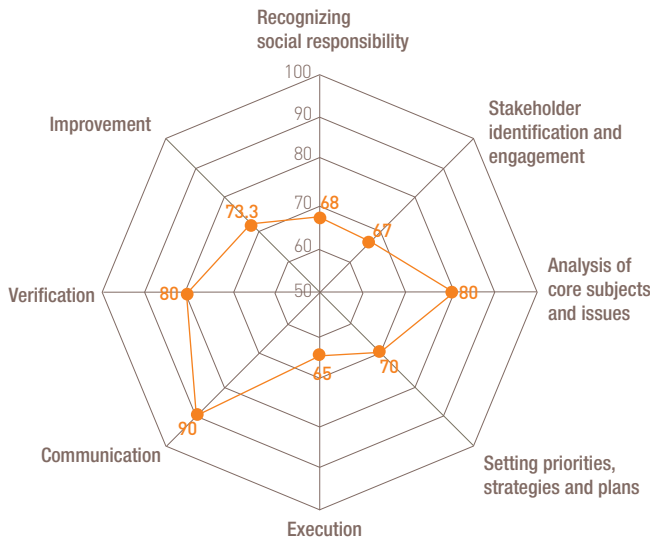 Recognizing
social responsibility
100
90
80
70
60
50
Stakeholder
identification and
engagement
Improvement
73.3
68
67
Verification
80
80
Analysis of
core subjects
and issues
65
70
90
Communication
Setting priorities,
strategies and plans
Execution